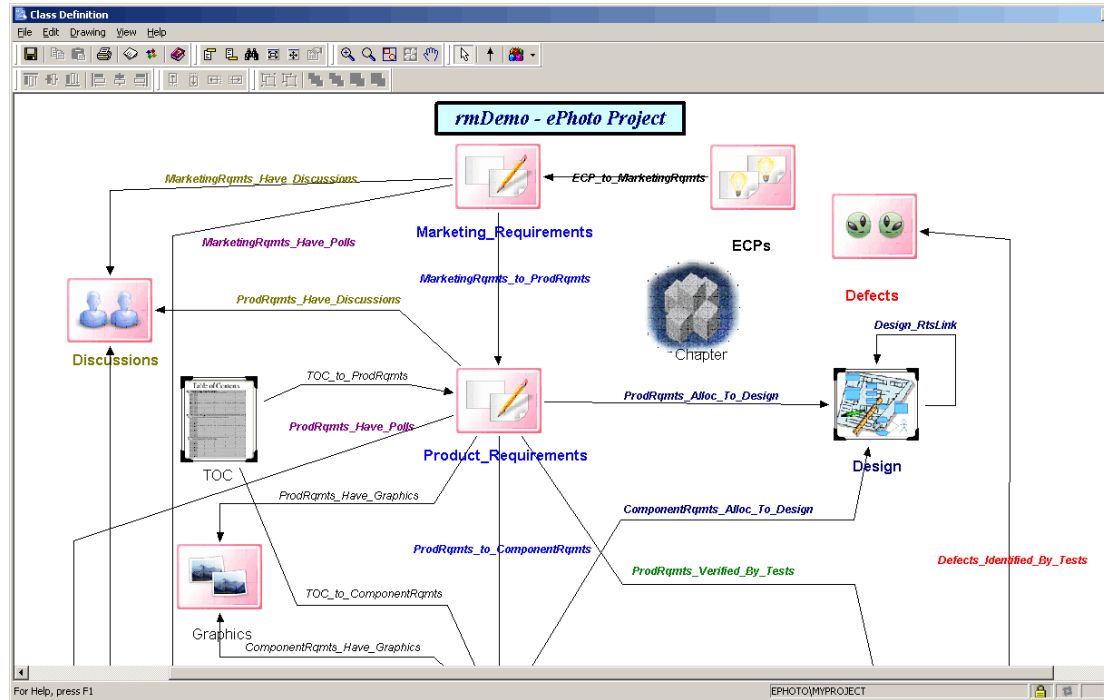 Class Definition
File Edit Drawing View Help
rmDemo - ePhoto Project
MarketingRqmts_Have_Discussions
ECP_to_MarketingRqmts
Marketing_Requirements
MarketingRqmts_Have_Polls
ECPs
MarketingRqmts_to_ProdRqmts
Defects
ProdRqmts_Have_Discussions
Design_RtsLink
Discussions
Chapter
Table of Contents
TOC_to_ProdRqmts
ProdRqmts_Alloc_To_Design
ProdRqmts_Have_Polls
TOC
Product_Requirements
Design
ProdRqmts_Have_Graphics
ComponentRqmts_Alloc_To_Design
ProdRqmts_to_ComponentRqmts
Defects_Identified_By_Tests
ProdRqmts_Verified_By_Tests
TOC_to_ComponentRqmts
Graphics
ComponentRqmts_Have_Graphics
For Help, press F1
EPHOTO\MYPROJECT